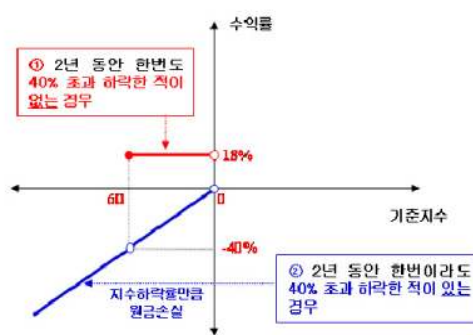 수익률
① 2년 동안 한번도
40% 초과 하락한 적이
없는 경우
18%
60
0
기준지수
-40%
지수하락률만큼
원금손실
② 2년 동안 한번이라도
40% 초과 하락한 적이 있는
경우